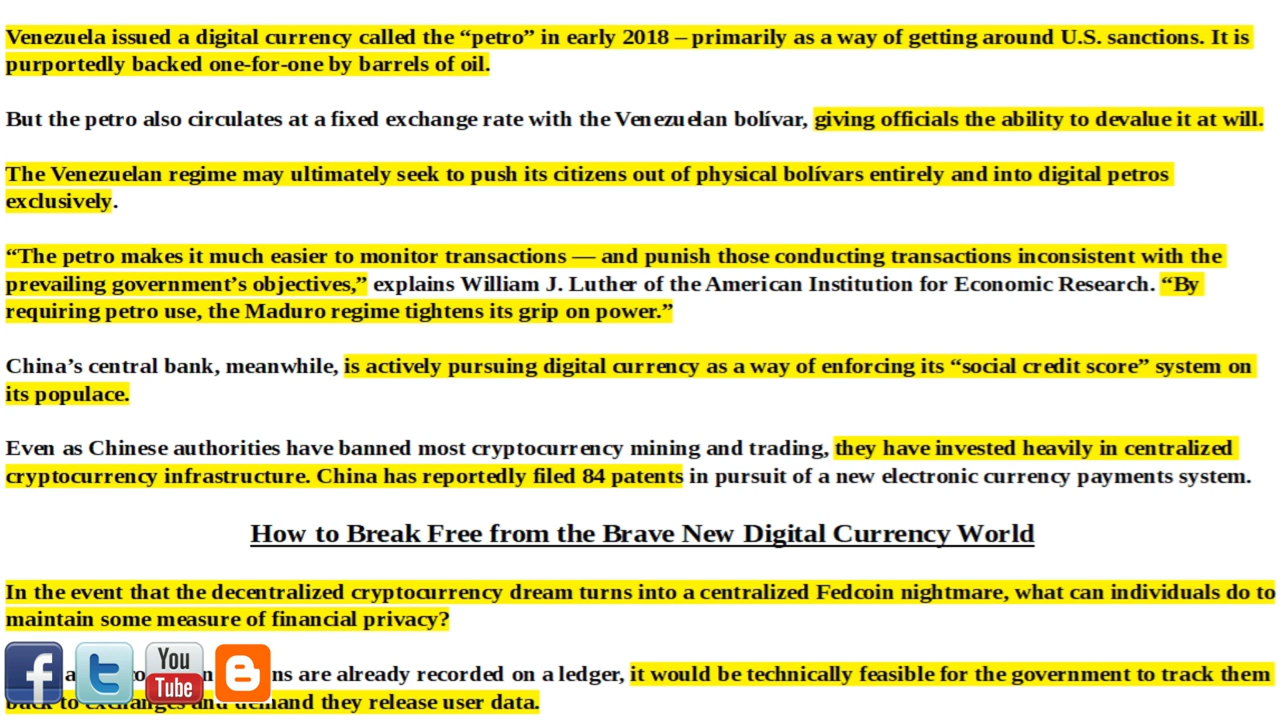 Venezuela issued a digital currency called the “petro” in early 2018 – primarily as a way of getting around U.S. sanctions. It is
purportedly backed one-for-one by barrels of oil.
But the petro also circulates at a fixed exchange rate with the Venezuelan bolívar, giving officials the ability to devalue it at will.
The Venezuelan regime may ultimately seek to push its citizens out of physical bolívars entirely and into digital petros
exclusively.
“The petro makes it much easier to monitor transactions — and punish those conducting transactions inconsistent with the
prevailing government’s objectives,” explains William J. Luther of the American Institution for Economic Research. “By
requiring petro use, the Maduro regime tightens its grip on power.”
China’s central bank, meanwhile, is actively pursuing digital currency as a way of enforcing its “social credit score” system on
its populace.
Even as Chinese authorities have banned most cryptocurrency mining and trading, they have invested heavily in centralized
cryptocurrency infrastructure. China has reportedly filed 84 patents in pursuit of a new electronic currency payments system.
How to Break Free from the Brave New Digital Currency World
In the event that the decentralized cryptocurrency dream turns into a centralized Fedcoin nightmare, what can individuals do to
maintain some measure of financial privacy?
are already recorded on a ledger, it would be technically feasible for the government to track them
to exchanges and demand they release user data.
You
Tube